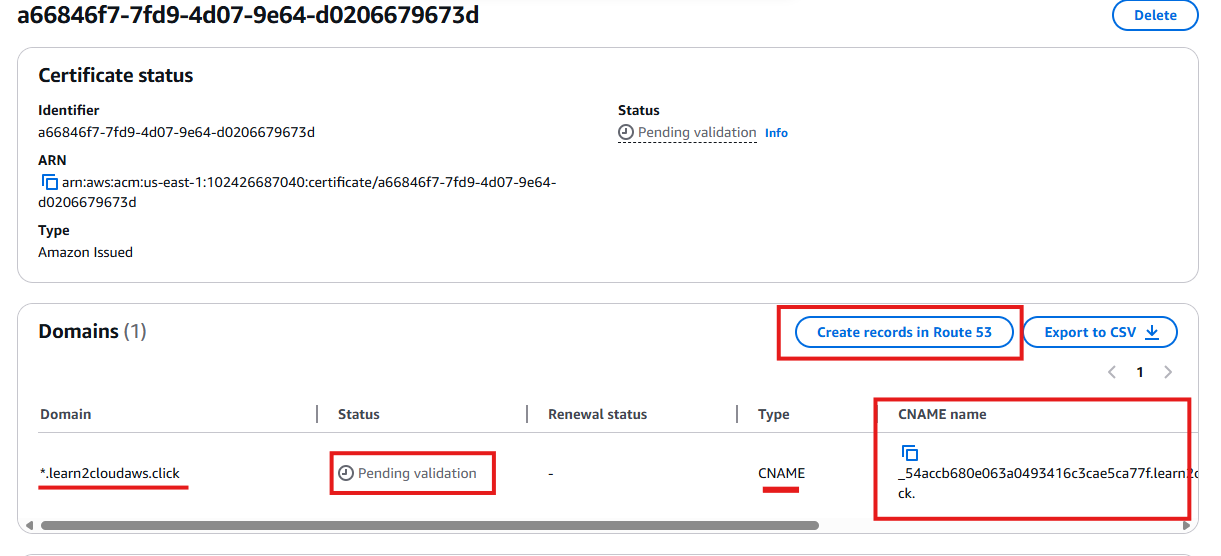 a66846f7-7fd9-4d07-9e64-d0206679673d
Delete
Certificate status
Identifier
a66846f7-7fd9-4d07-9e64-d0206679673d
Status
Pending validation Info
ARN
arn:aws:acm:us-east-1:102426687040:certificate/a66846f7-7fd9-4d07-9e64-
d0206679673d
Type
Amazon Issued
Domains (1)
Create records in Route 53
Export to CSV
1
Domain Status Renewal status Type CNAME name
*.learn2cloudaws.click Pending validation - CNAME
_54accb680e063a0493416c3cae5ca77f.learn2c
ck.